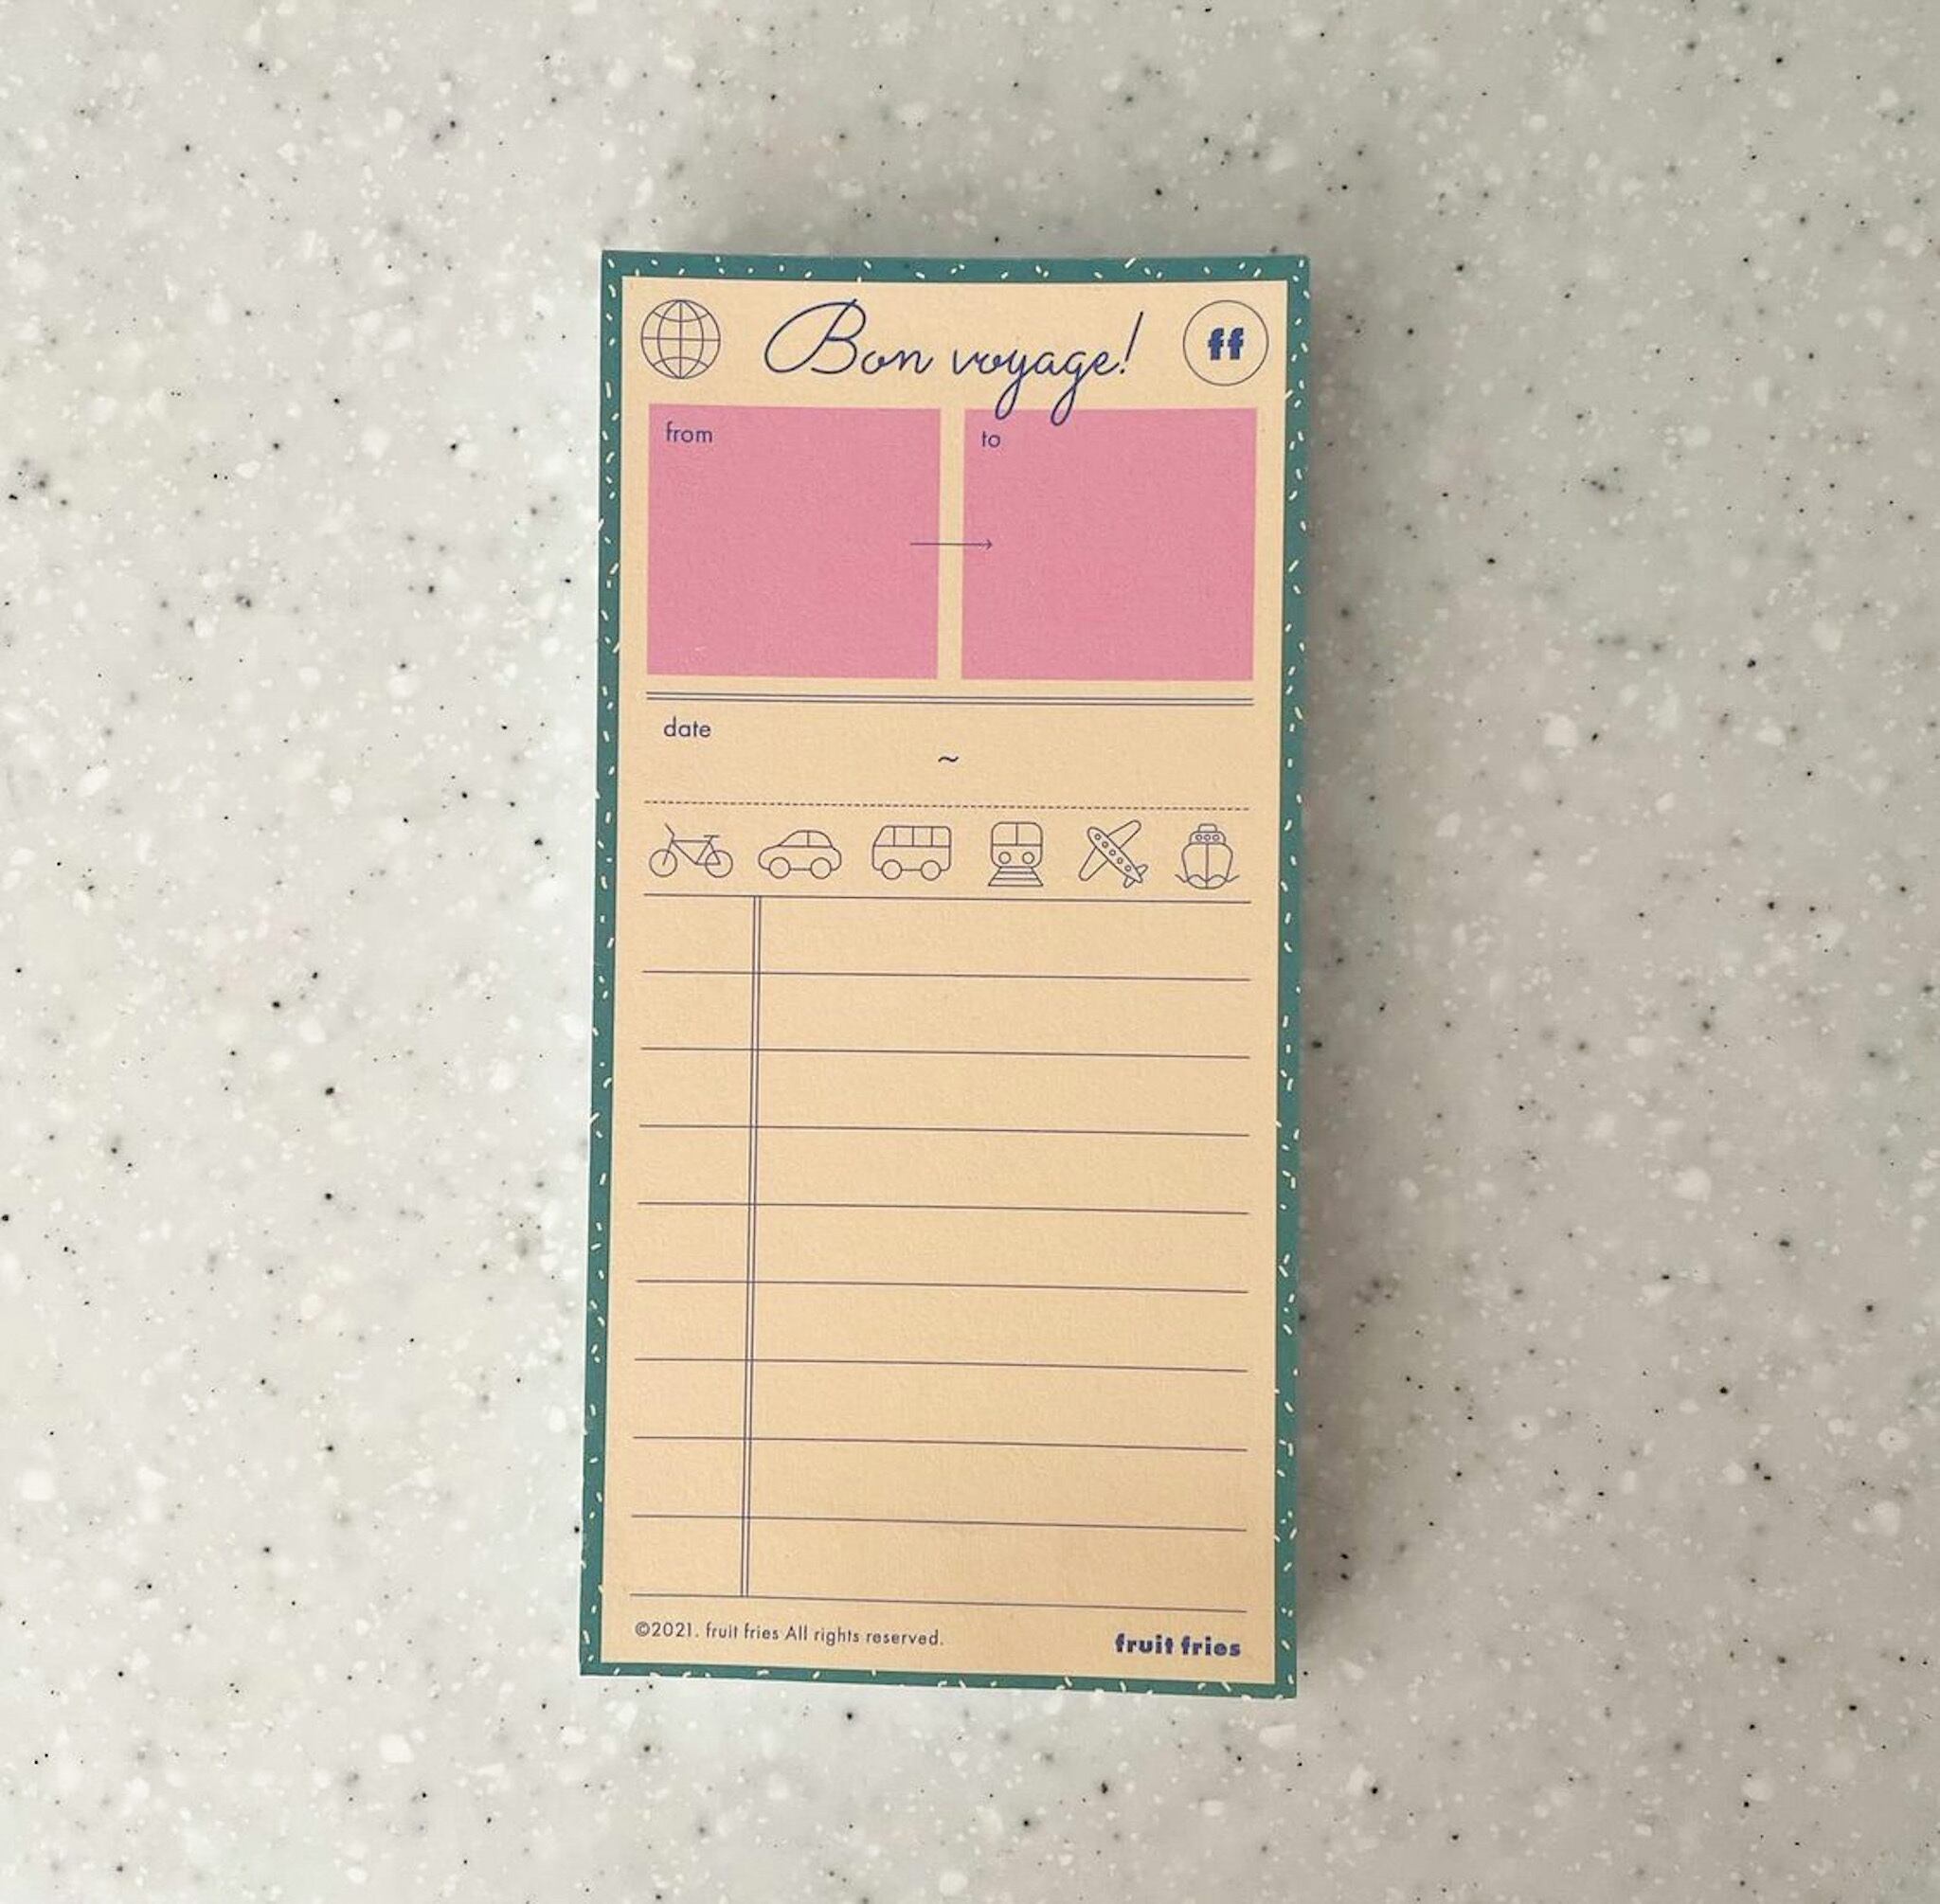 Bon voyage!
ff
from
to
date
~
©2021. fruit fries All rights reserved.
fruit fries